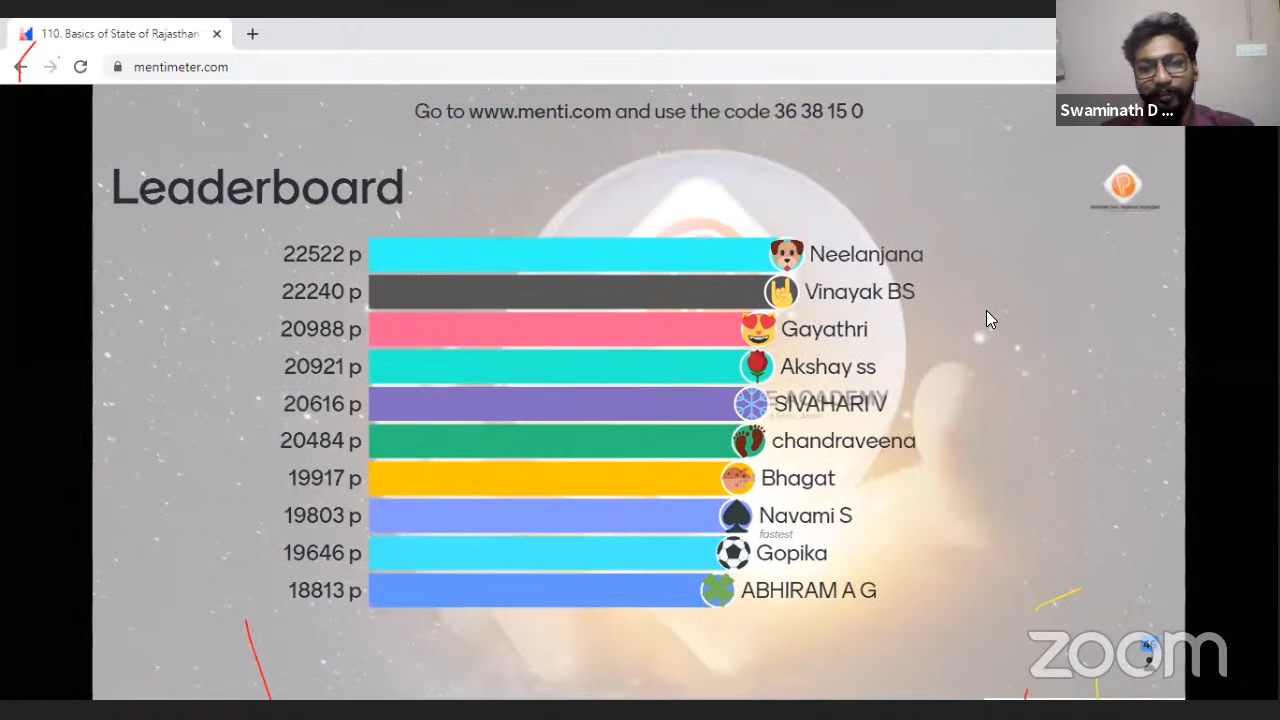 110. Basics of State of Rajasthan
mentimeter.com
Swaminath D ...
Go to www.menti.com and use the code 36 38 15 0
Leaderboard
22522 p Neelanjana
22240 p Vinayak BS
20988 p Gayathri
20921 p Akshay ss
20616 p SIVAHARI V
ACADEMY
20484 p chandraveena
19917 p Bhagat
19803 p Navami S
fastest
19646 p Gopika
18813 p ABHIRAM A G
zoom
46